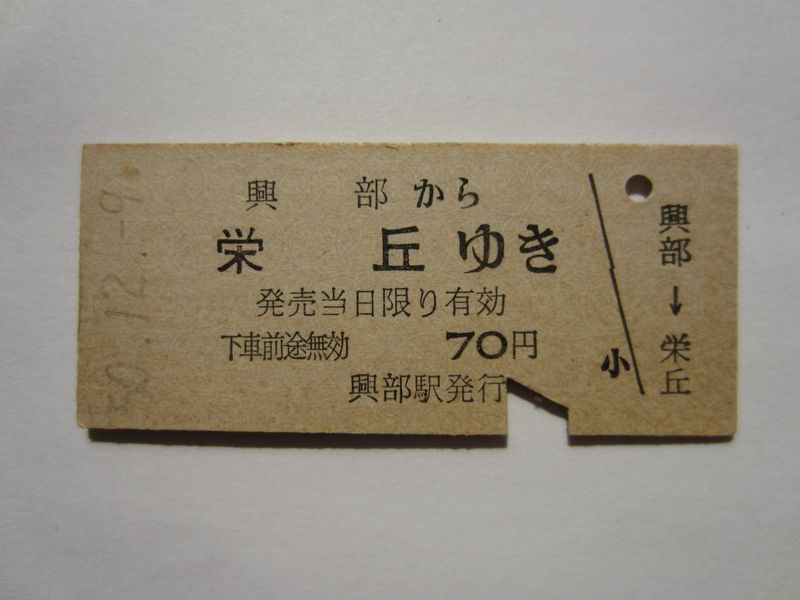 50.12.-9
興部から
栄丘ゆき
発売当日限り有効
下車前途無効 70円
興部駅発行
小
興部→栄丘